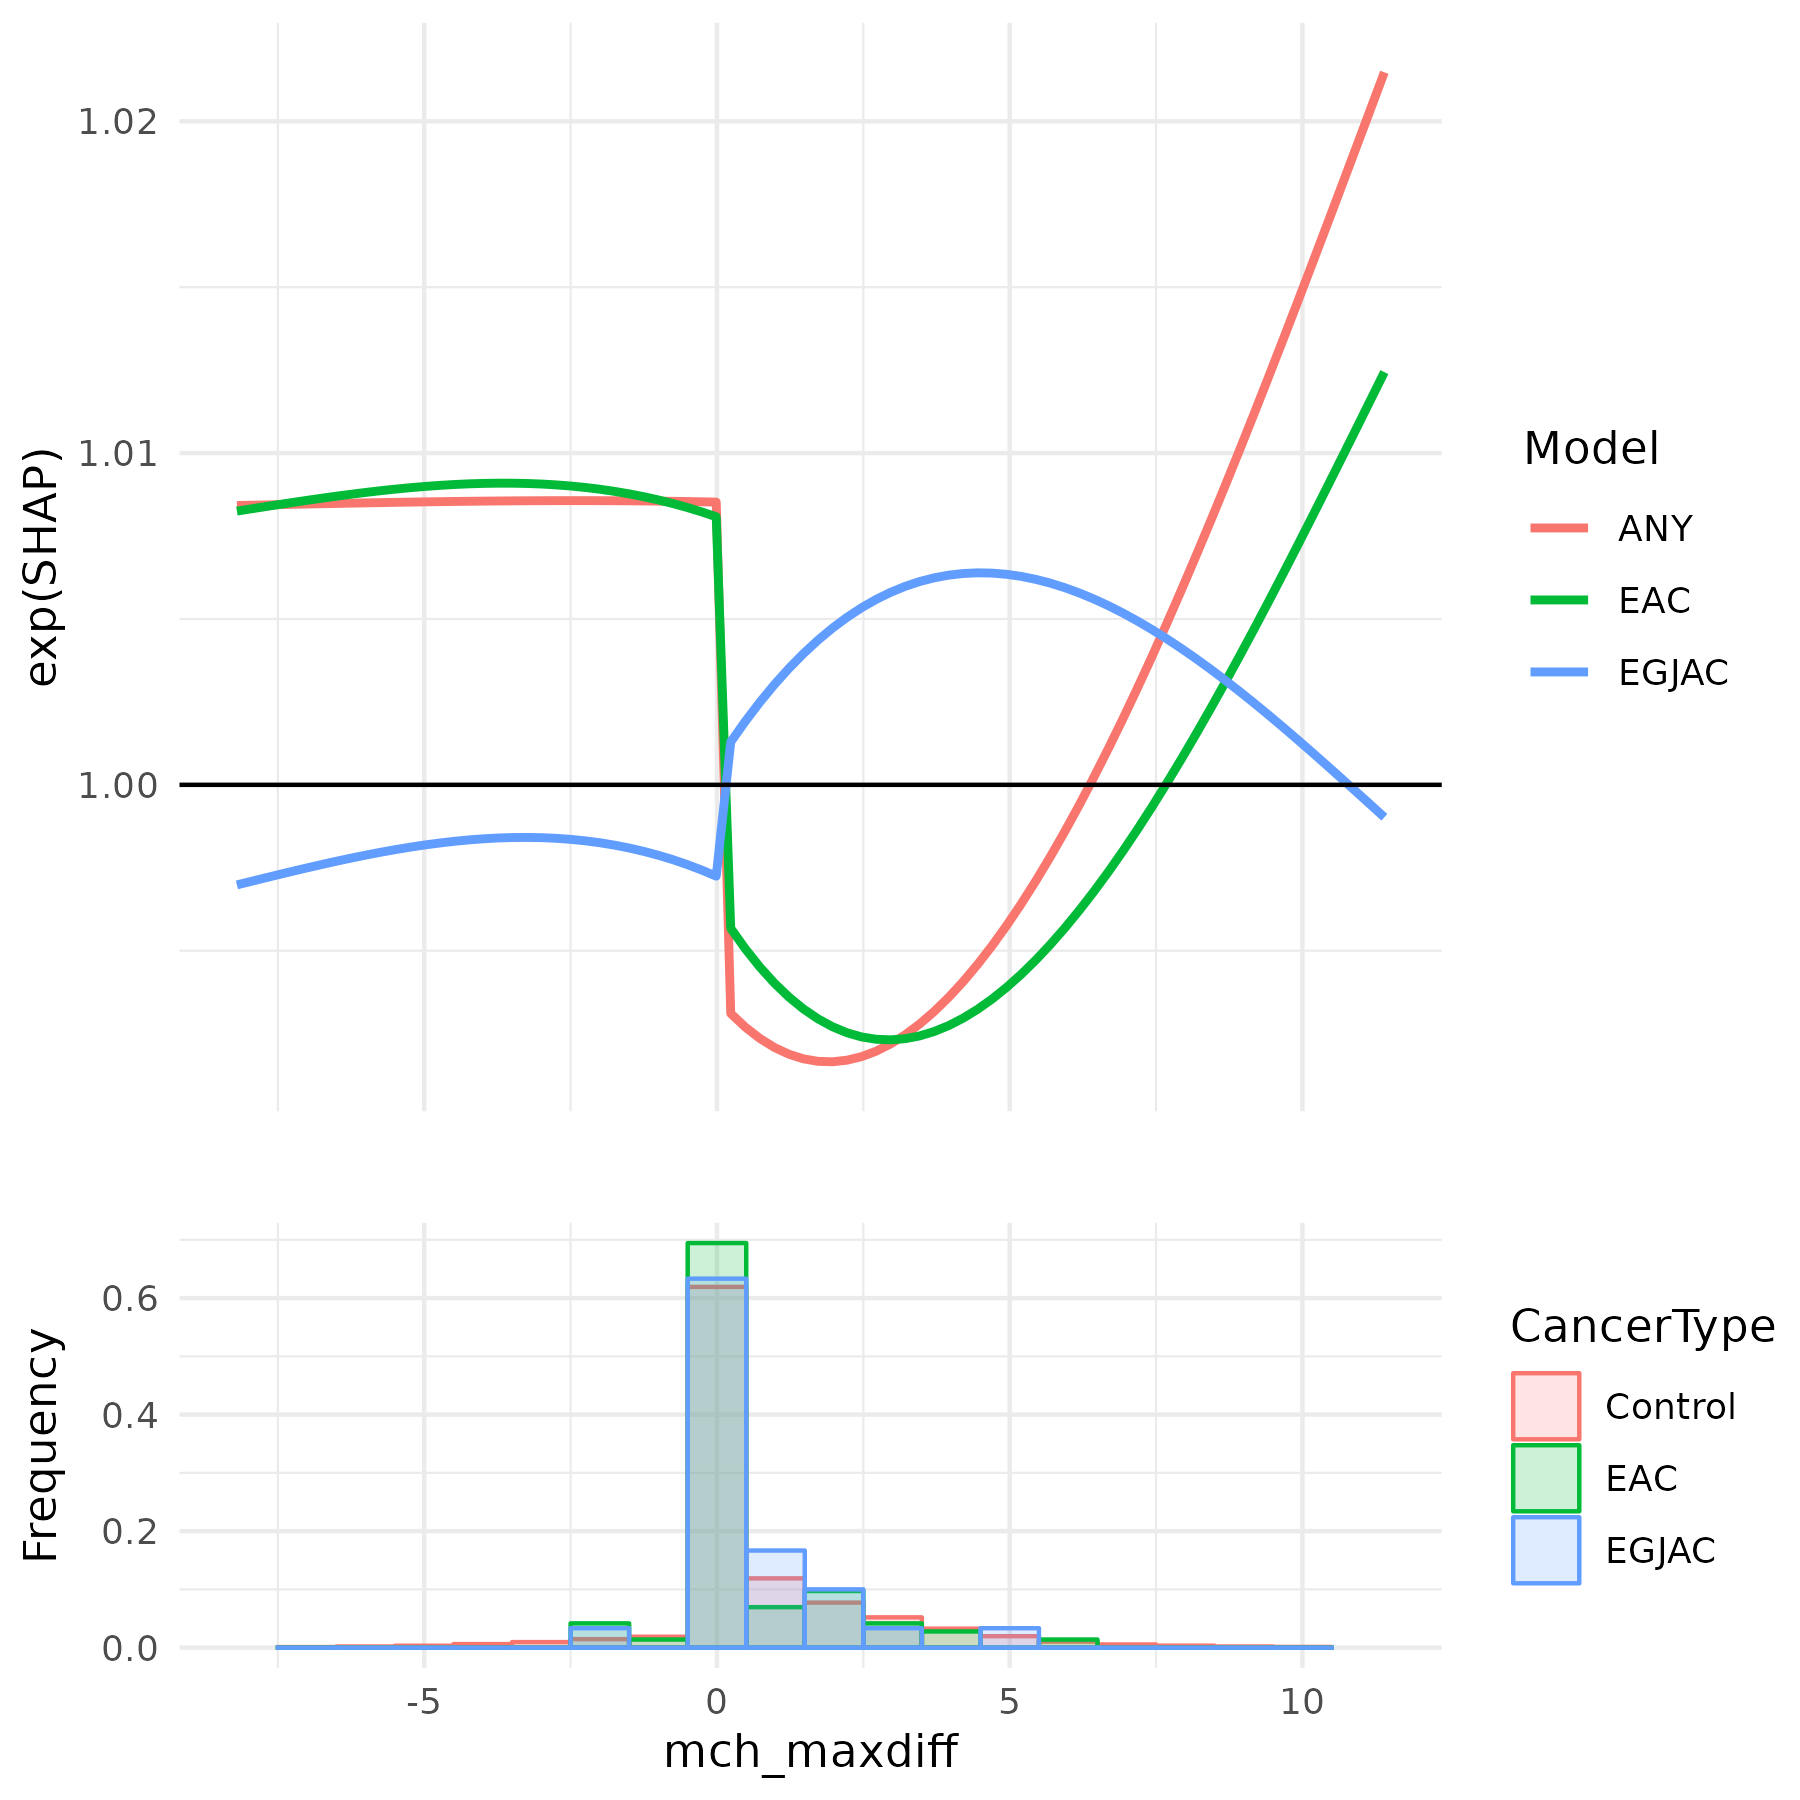 exp(SHAP)
1.02
1.01
1.00
Model
ANY
EAC
EGJAC
Frequency
0.6
0.4
0.2
0.0
-5
0
5
10
mch_maxdiff
CancerType
Control
EAC
EGJAC